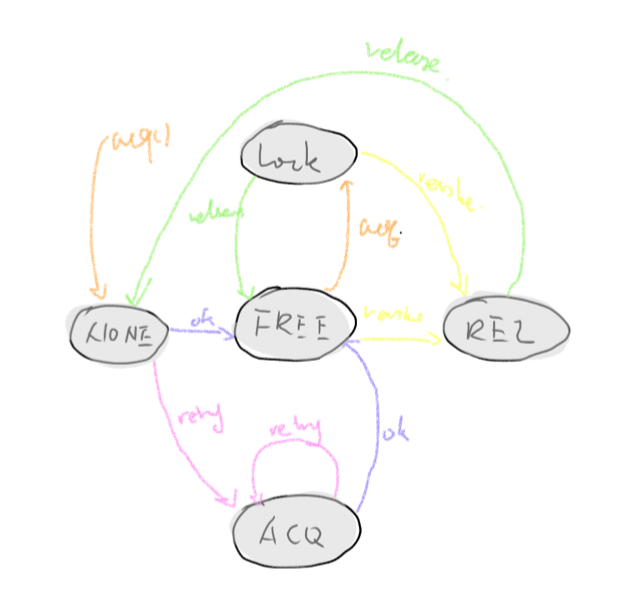 release
acq()
Lock
revoke
release
acq.
ok
FREE
revoke
REL
NONE
retry
retry
ok
ACQ